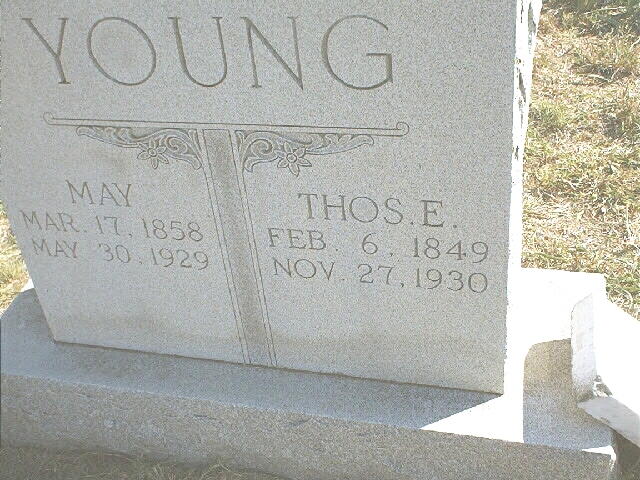 YOUNG
MAY
MAR. 17, 1858
MAY 30, 1929
THOS. E.
FEB. 6, 1849
NOV. 27, 1930